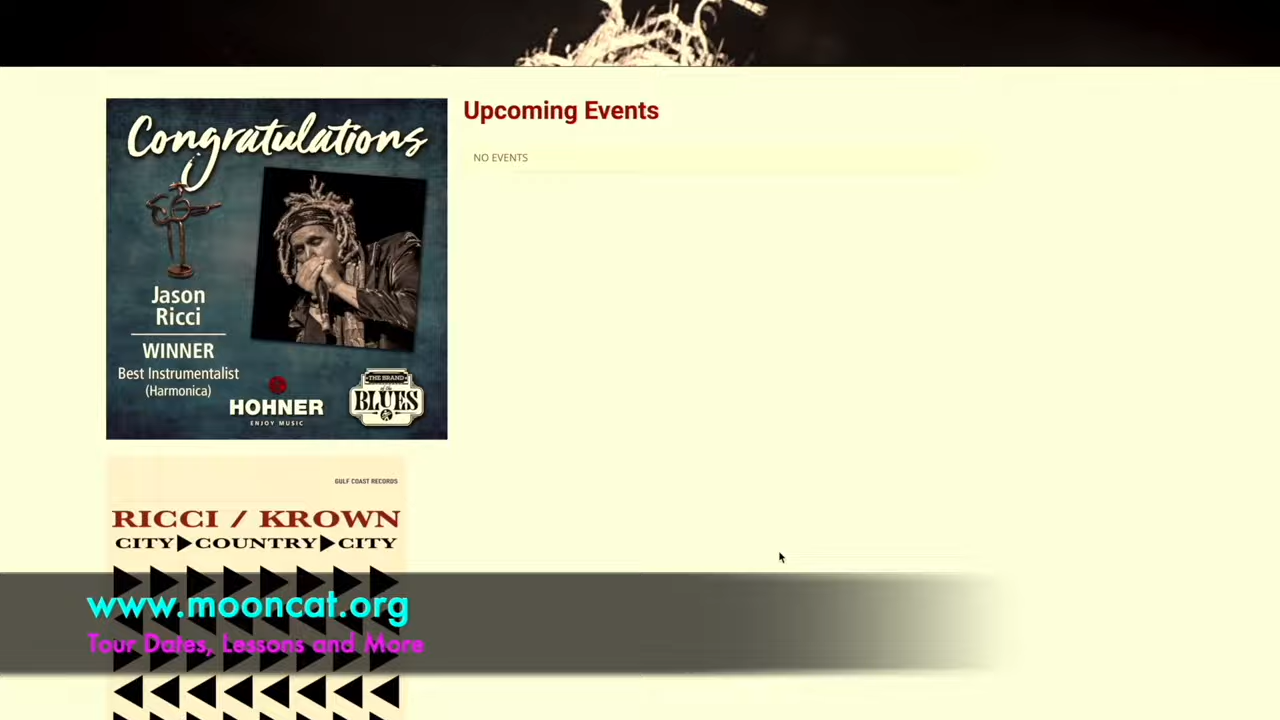 Congratulations
Jason
Ricci
WINNER
Best Instrumentalist
(Harmonica)
HOHNER
ENJOY MUSIC
THE BRAND
of the
BLUES
Upcoming Events
NO EVENTS
GULF COAST RECORDS
RICCI / KROWN
CITY▶COUNTRY▶CITY
www.mooncat.org
Tour Dates, Lessons and More